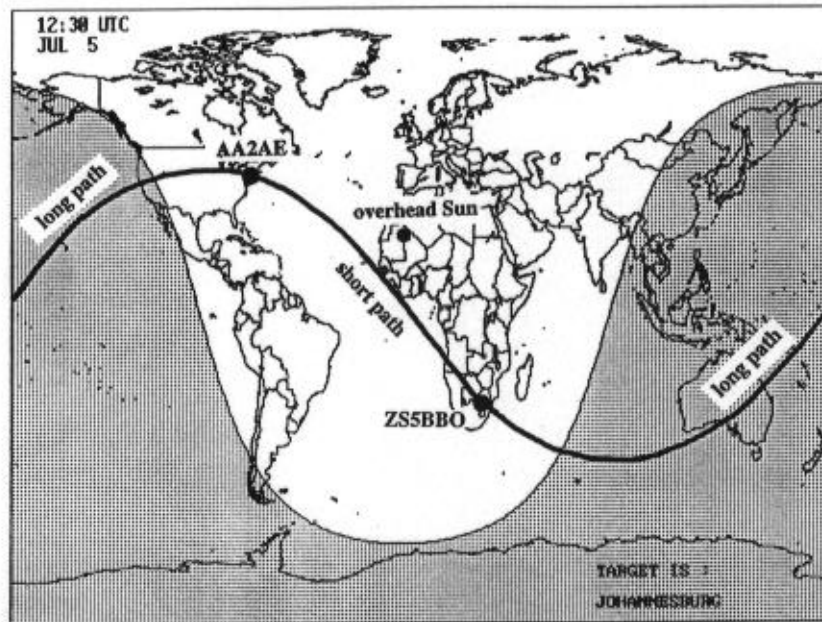 12:30 UTC
JUL 5
AA2AE
long path
overhead Sun
short path
long path
ZS5BBO
TARGET IS :
JOHANNESBURG